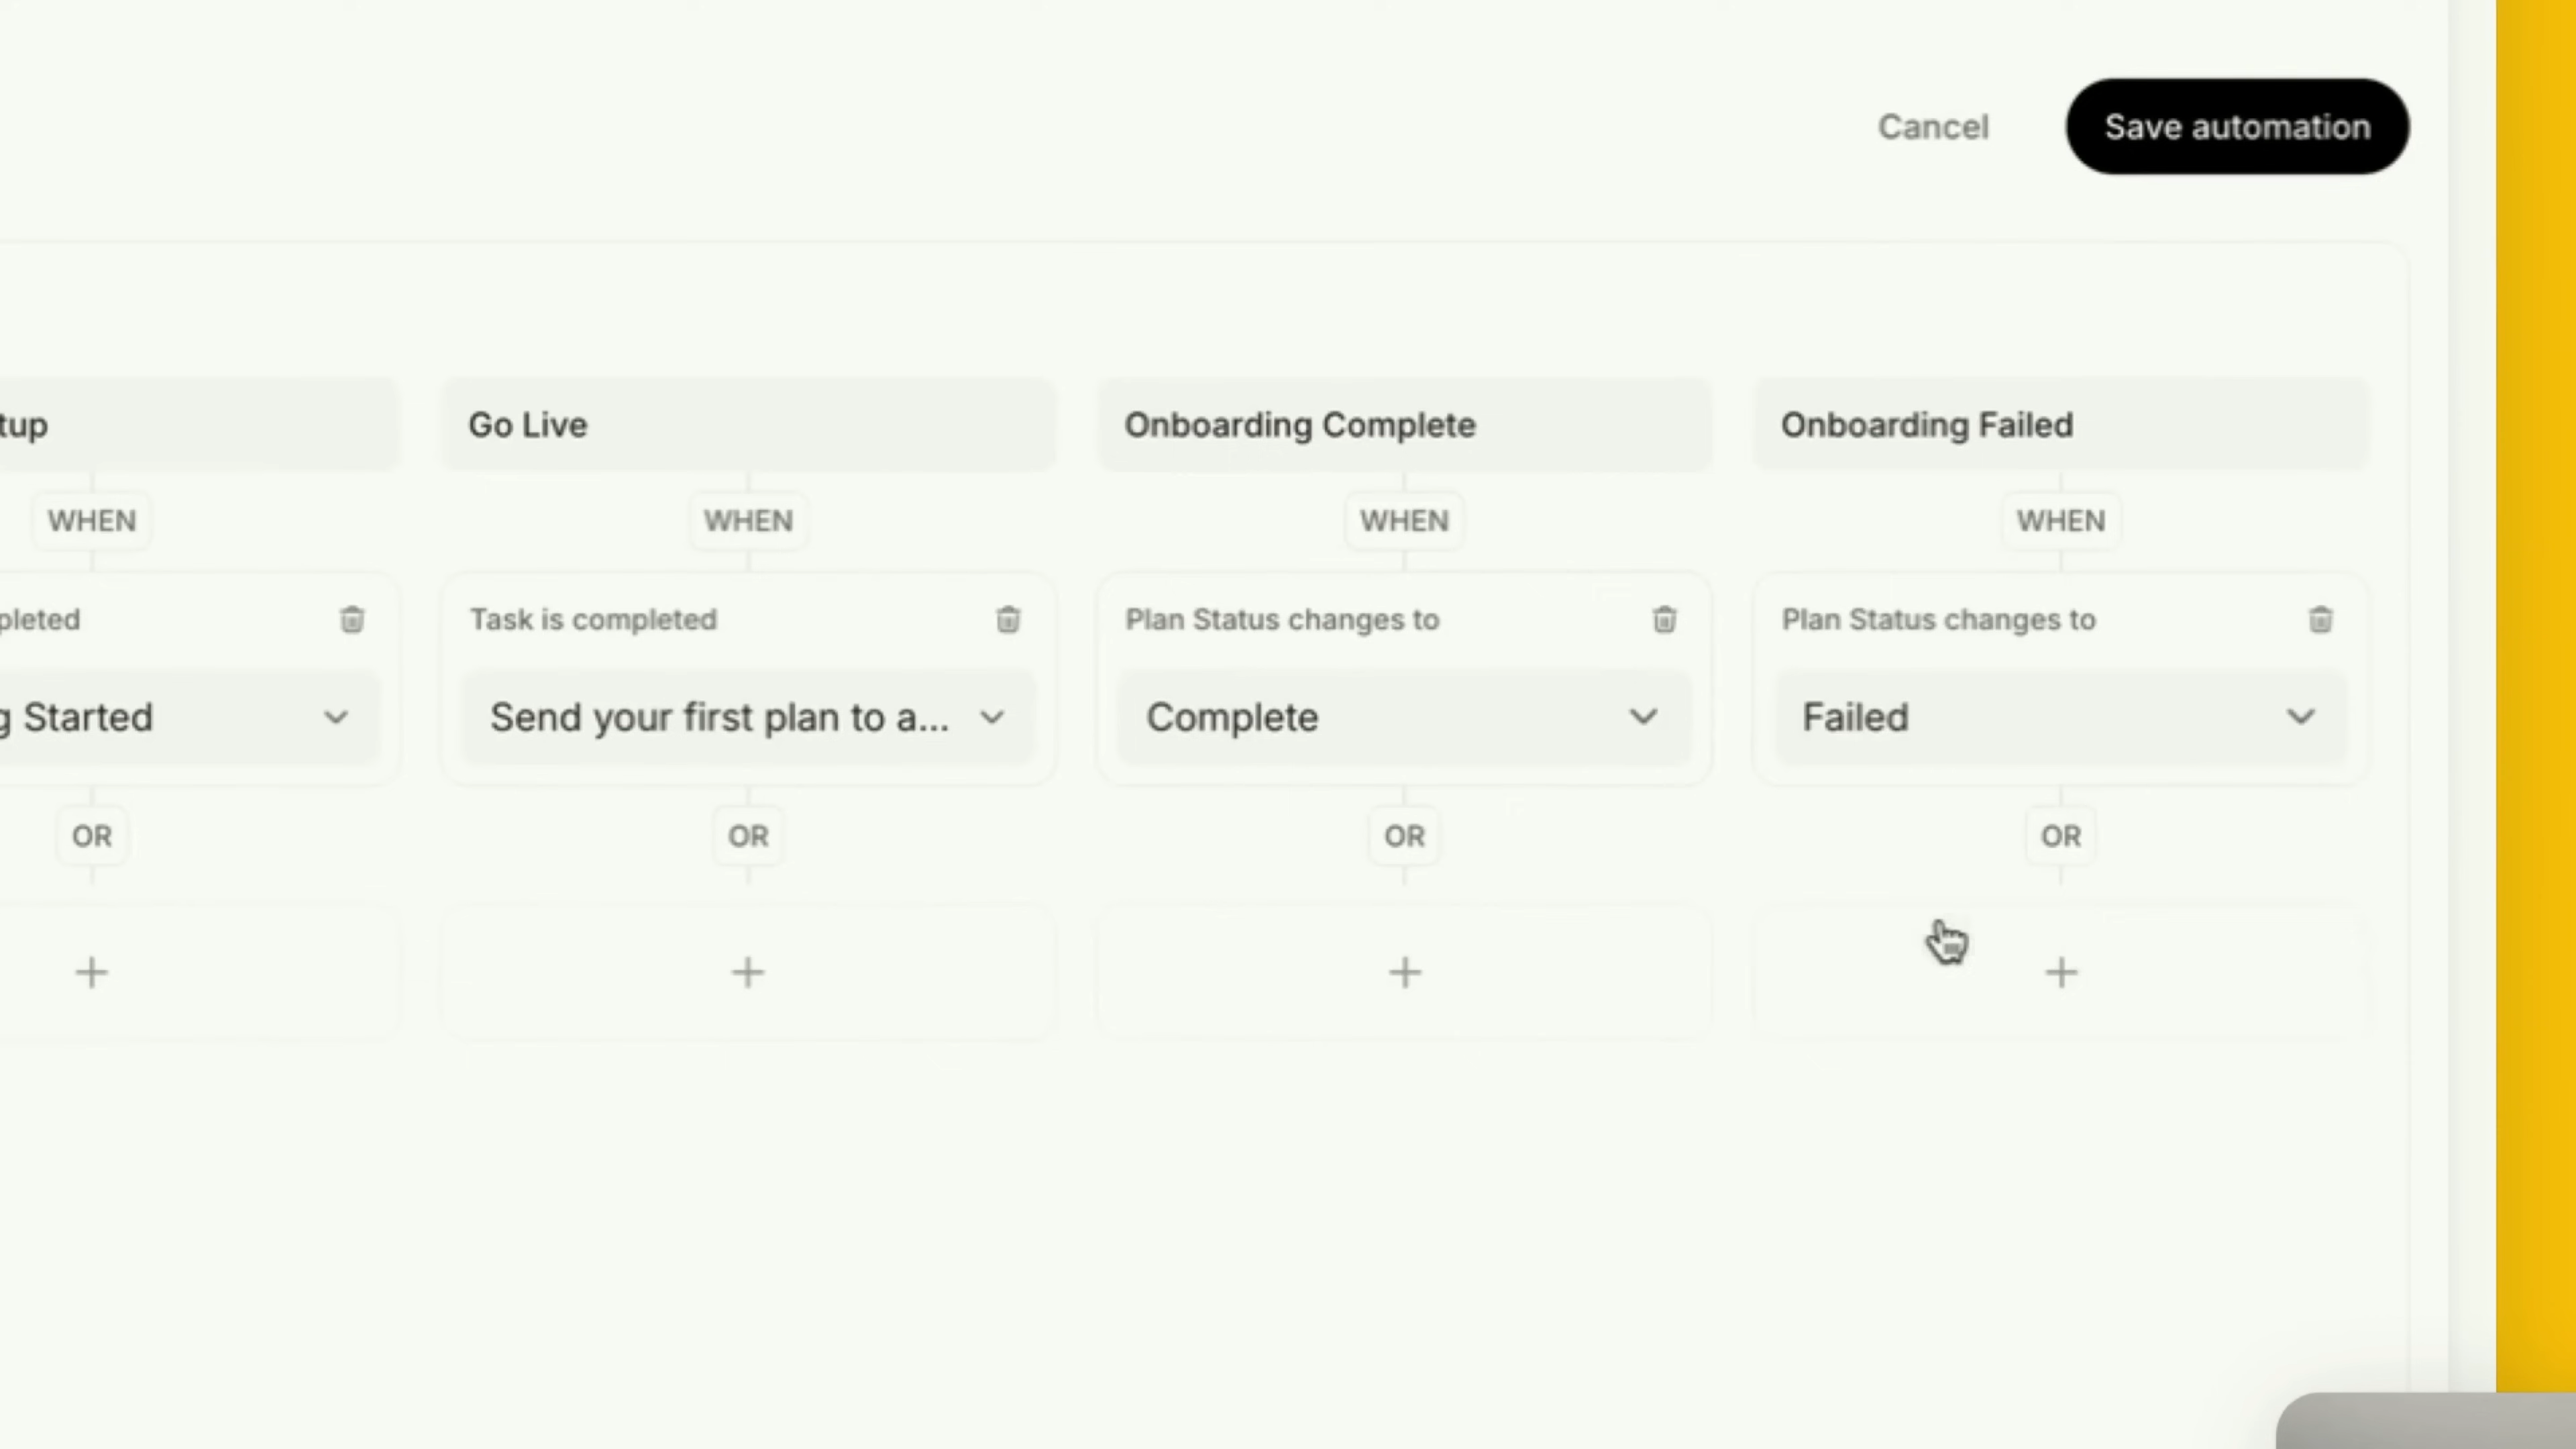 Cancel
Save automation
tup
Go Live
Onboarding Complete
Onboarding Failed
WHEN
WHEN
WHEN
WHEN
pleted
Task is completed
Plan Status changes to
Plan Status changes to
g Started
Send your first plan to a...
Complete
Failed
OR
OR
OR
OR